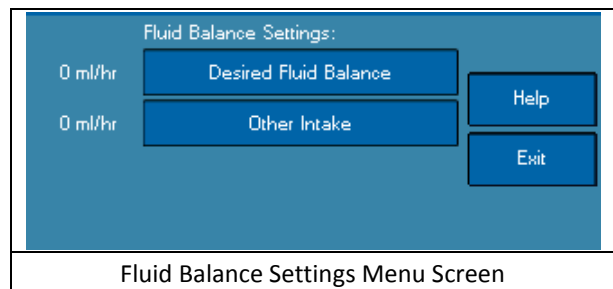 Fluid Balance Settings:
0 ml/hr Desired Fluid Balance
Help
0 ml/hr Other Intake
Exit
Fluid Balance Settings Menu Screen